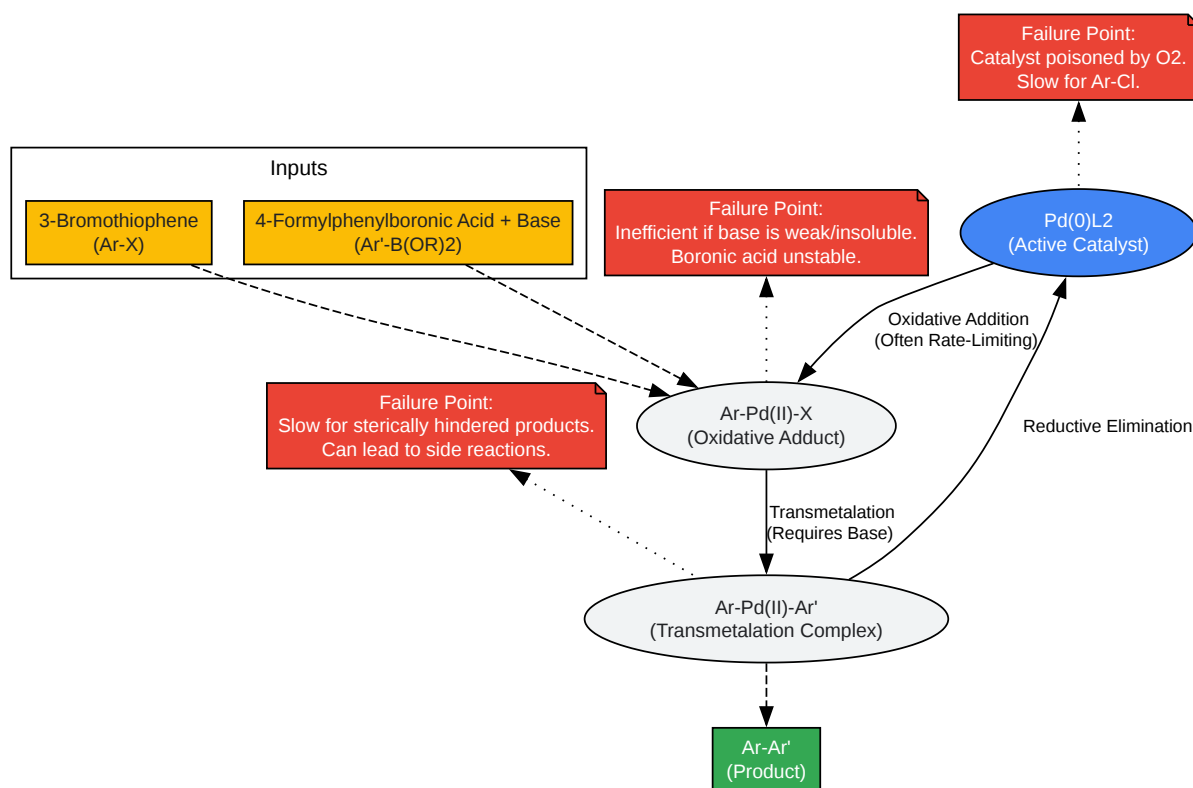 Failure Point:
Catalyst poisoned by O2.
Slow for Ar-Cl.
Inputs
3-Bromothiophene
(Ar-X)
4-Formylphenylboronic Acid + Base
(Ar'-B(OR)2)
Failure Point:
Inefficient if base is weak/insoluble.
Boronic acid unstable.
Pd(0)L2
(Active Catalyst)
Oxidative Addition
(Often Rate-Limiting)
Failure Point:
Slow for sterically hindered products.
Can lead to side reactions.
Ar-Pd(II)-X
(Oxidative Adduct)
Reductive Elimination
Transmetalation
(Requires Base)
Ar-Pd(II)-Ar'
(Transmetalation Complex)
Ar-Ar'
(Product)